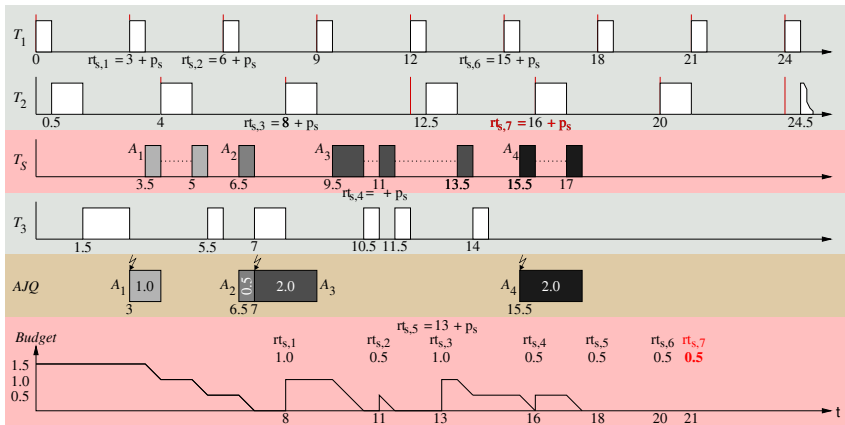 T1
0 3 6 9 12 15 18 21 24
rts,1 = 3 + ps rts,2 = 6 + ps rts,6 = 15 + ps
T2
0.5 4 8 12.5 16 20 24.5
rts,3 = 8 + ps rts,7 = 16 + ps
TS
A1 A2 A3 A4
3.5 5 6.5 9.5 11 13.5 15.5 17
rts,4 = + ps
T3
1.5 5.5 7 10.5 11.5 14
AJQ
A1 1.0 A2 0.5 2.0 A3 A4 2.0
3 6.5 7 15.5
rts,5 = 13 + ps
Budget
rts,1 rts,2 rts,3 rts,4 rts,5 rts,6 rts,7
1.0 0.5 1.0 0.5 0.5 0.5 0.5
1.5
1.0
0.5
8 11 13 16 18 20 21 t